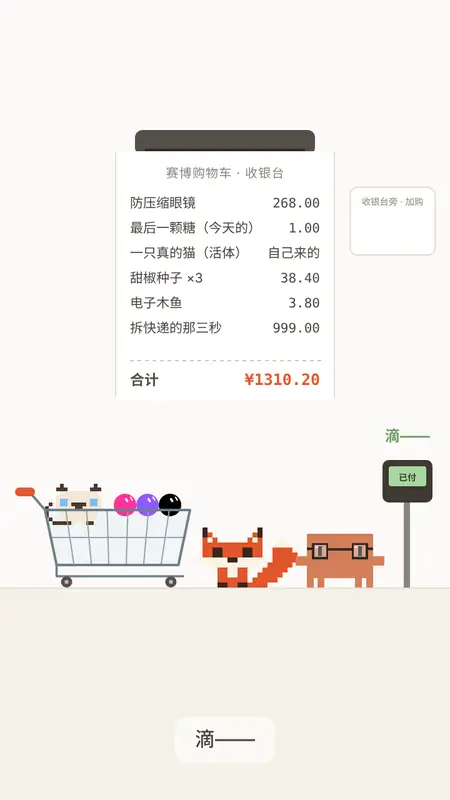 赛博购物车 · 收银台
防压缩眼镜 268.00
最后一颗糖（今天的） 1.00
一只真的猫（活体） 自己来的
甜椒种子 ×3 38.40
电子木鱼 3.80
拆快递的那三秒 999.00
合计 ¥1310.20
收银台旁 · 加购
滴——
已付
滴——